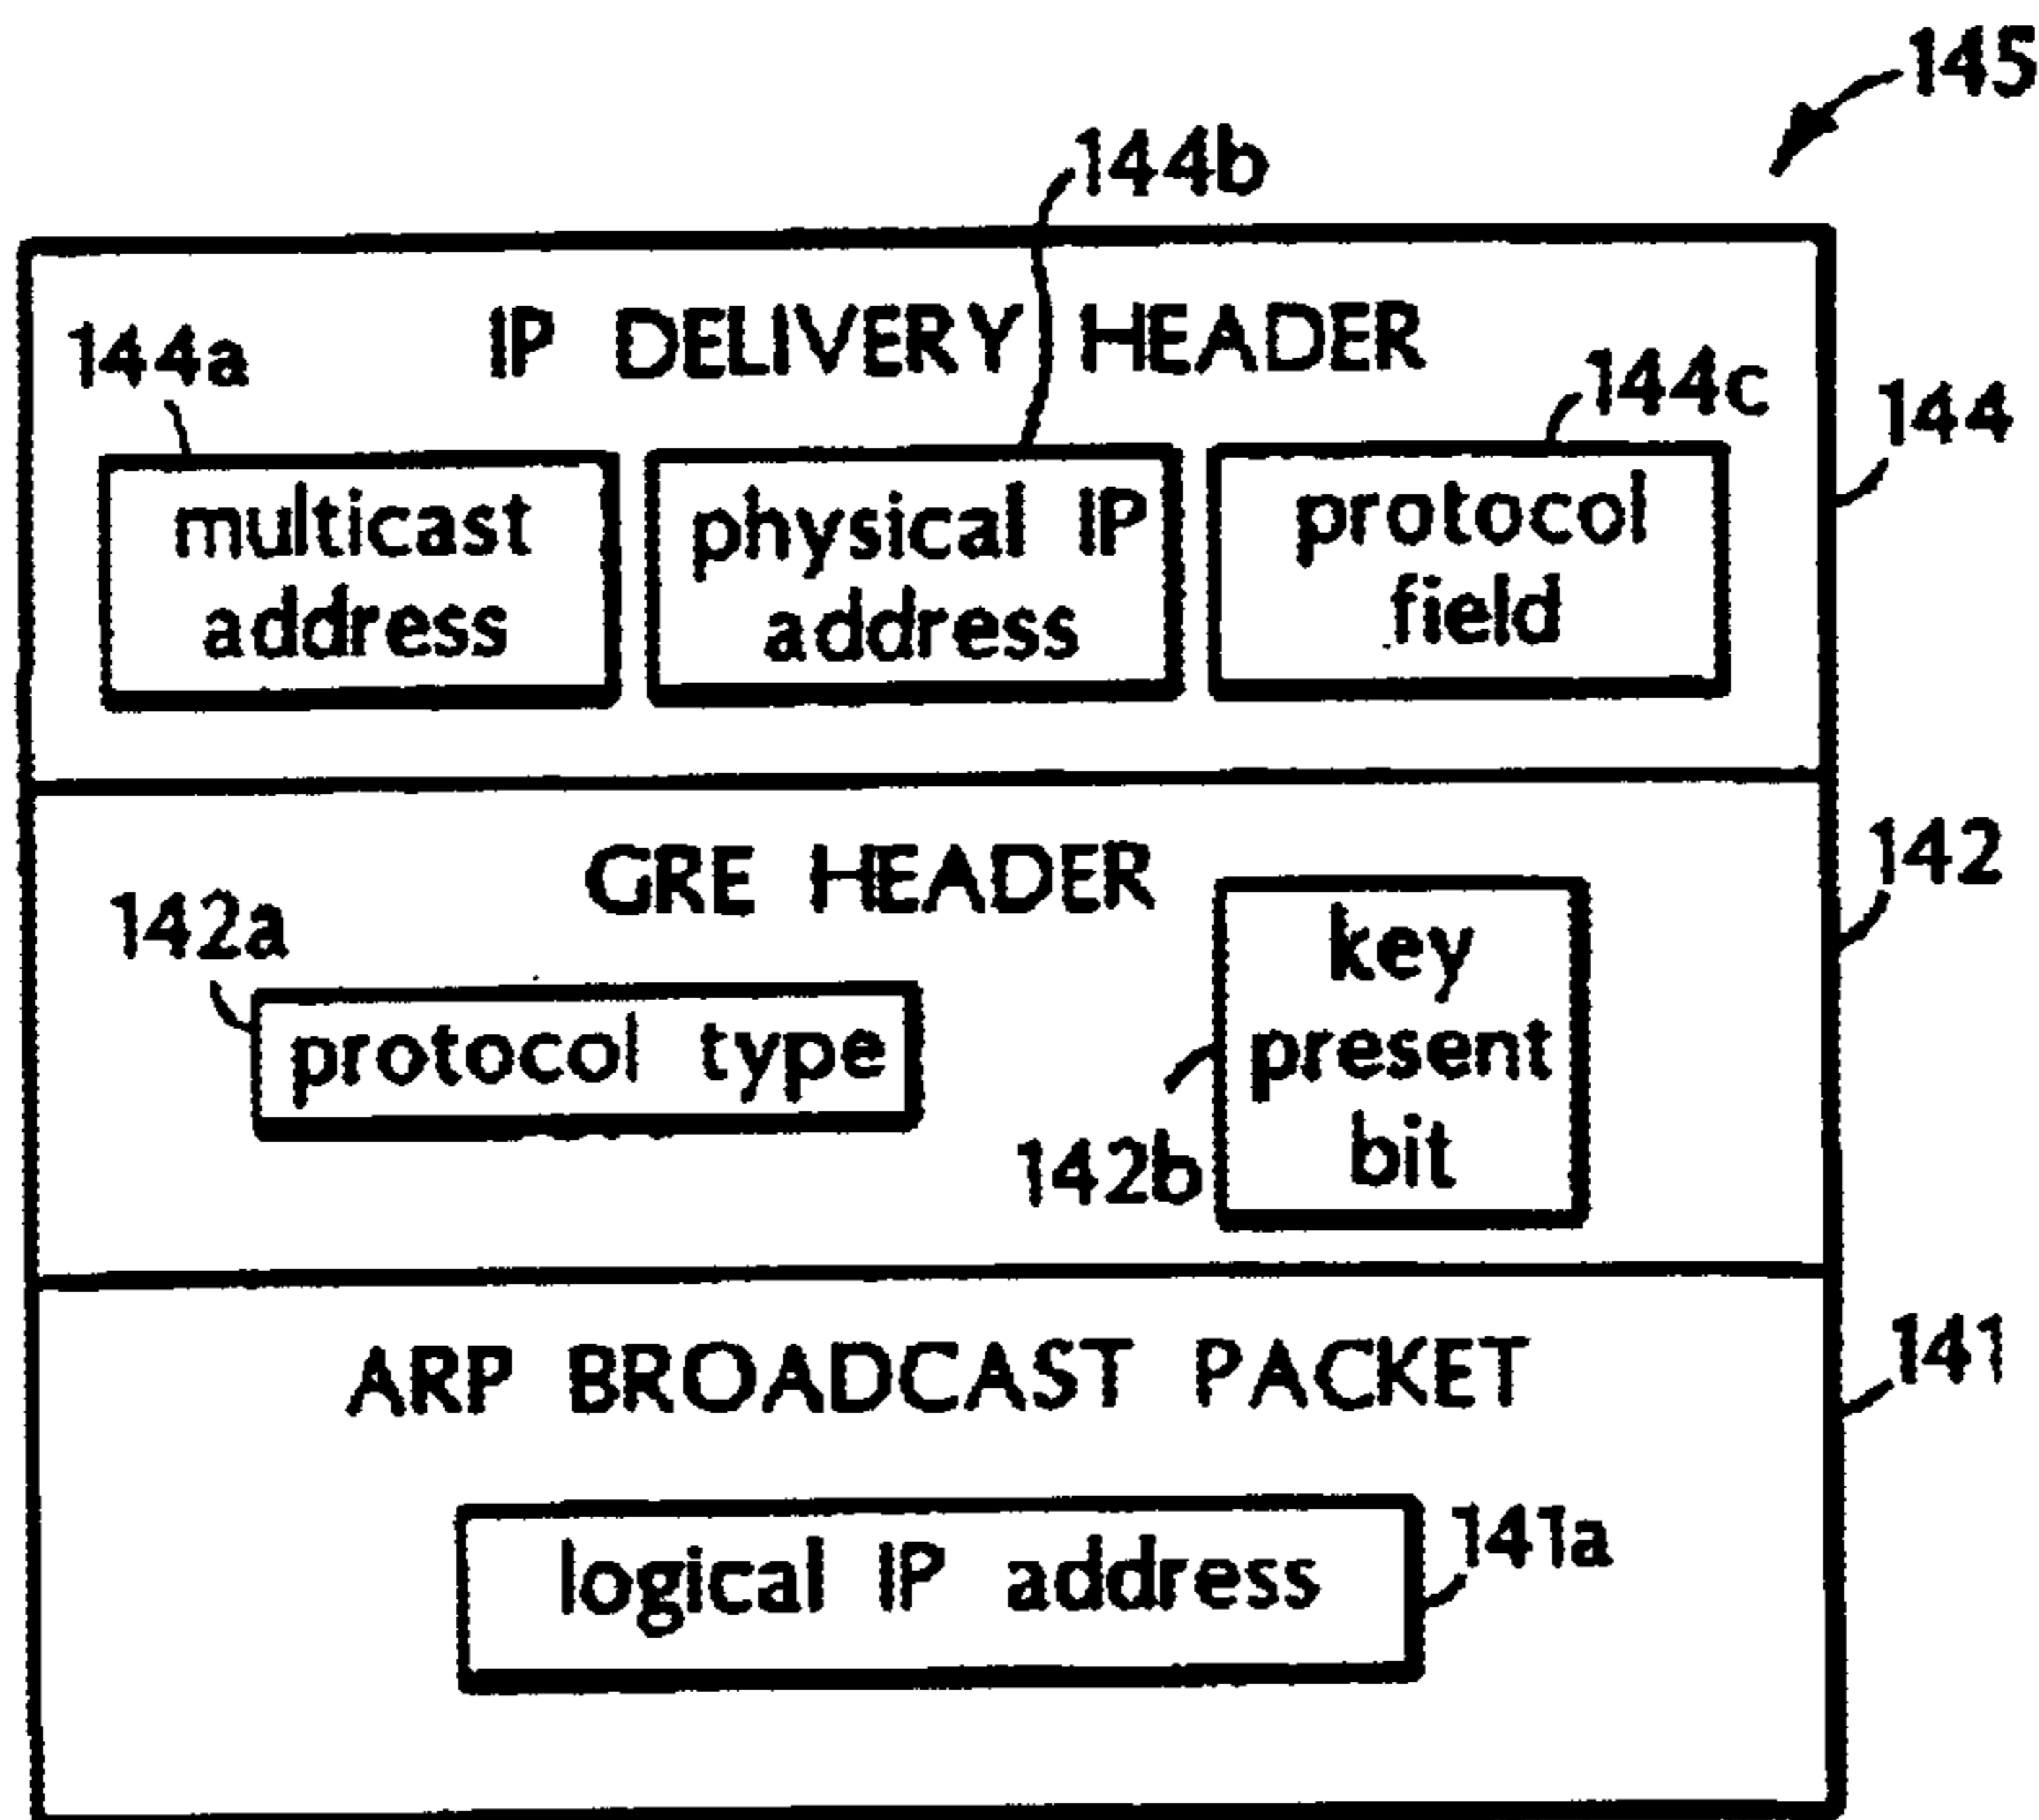 145
144b
IP DELIVERY HEADER
144a
144c
144
multicast
address
physical IP
address
protocol
field
GRE HEADER
142
142a
protocol type
key
present
bit
142b
ARP BROADCAST PACKET
141
logical IP address
141a